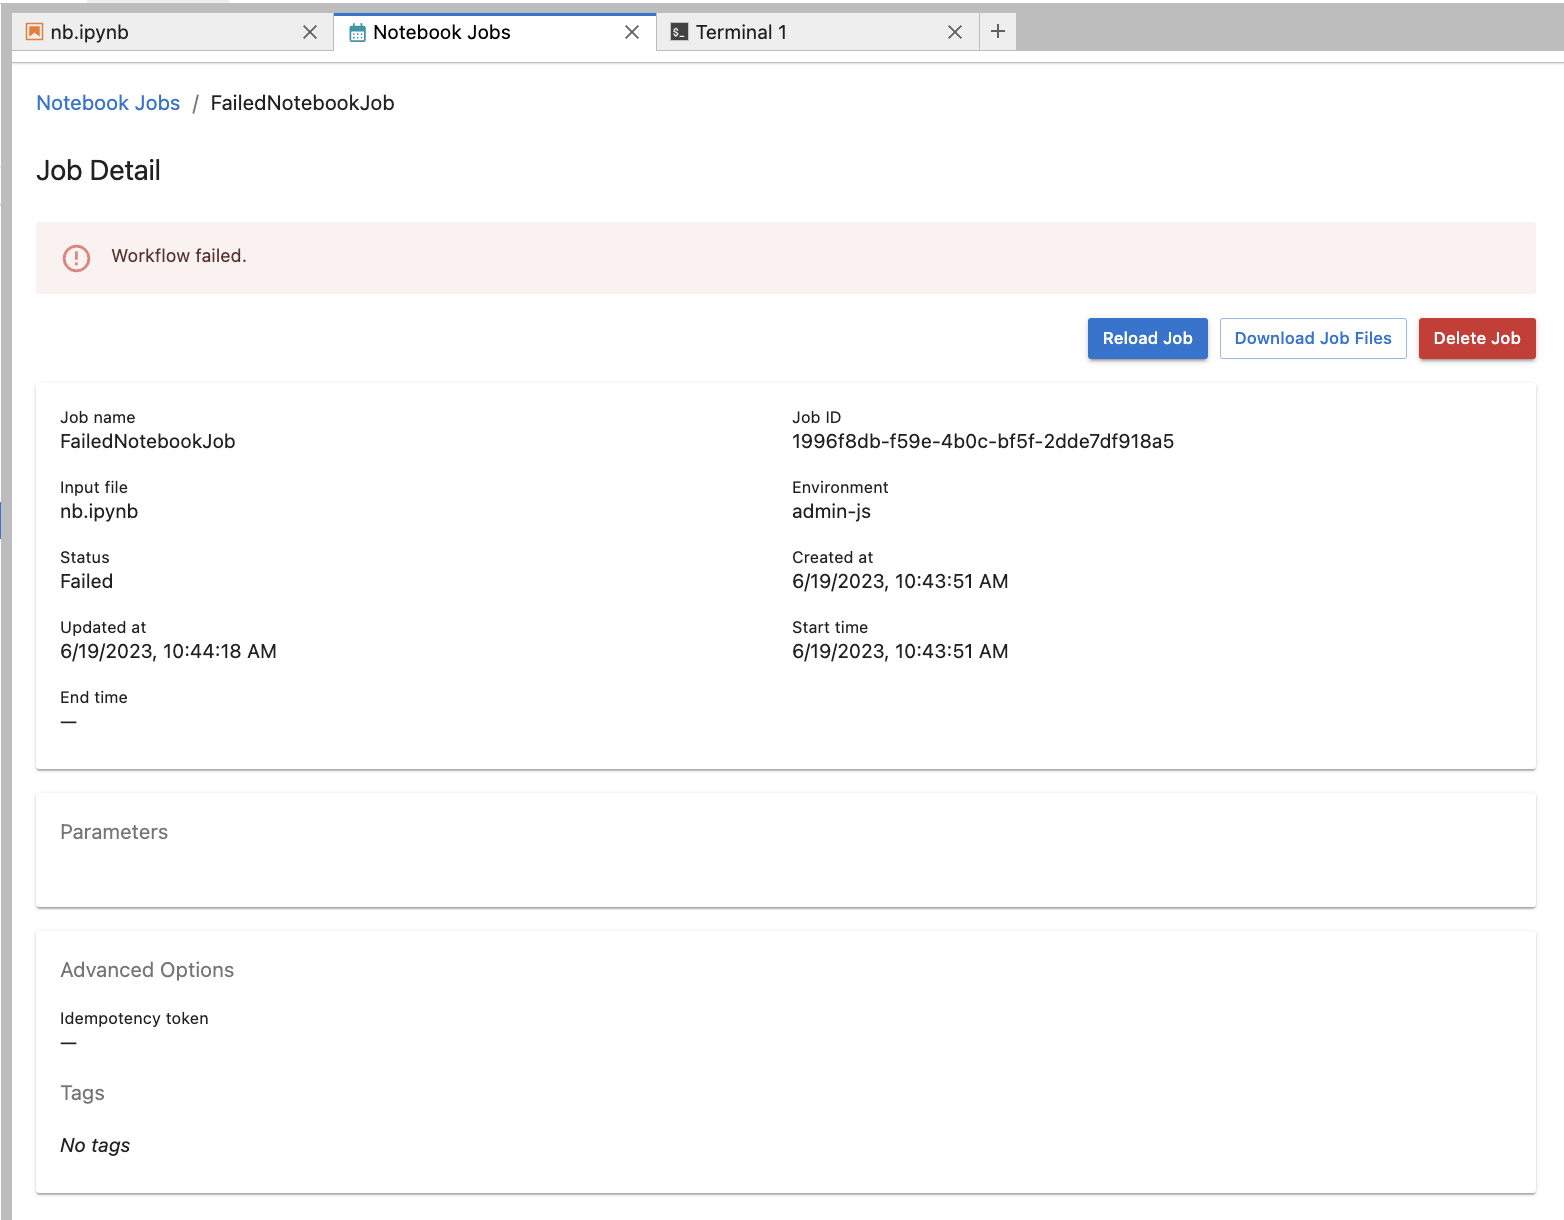 nb.ipynb
Notebook Jobs
$_ Terminal 1
Notebook Jobs / FailedNotebookJob
Job Detail
Workflow failed.
Reload Job
Download Job Files
Delete Job
Job name
FailedNotebookJob
Job ID
1996f8db-f59e-4b0c-bf5f-2dde7df918a5
Input file
nb.ipynb
Environment
admin-js
Status
Failed
Created at
6/19/2023, 10:43:51 AM
Updated at
6/19/2023, 10:44:18 AM
Start time
6/19/2023, 10:43:51 AM
End time
—
Parameters
Advanced Options
Idempotency token
—
Tags
No tags